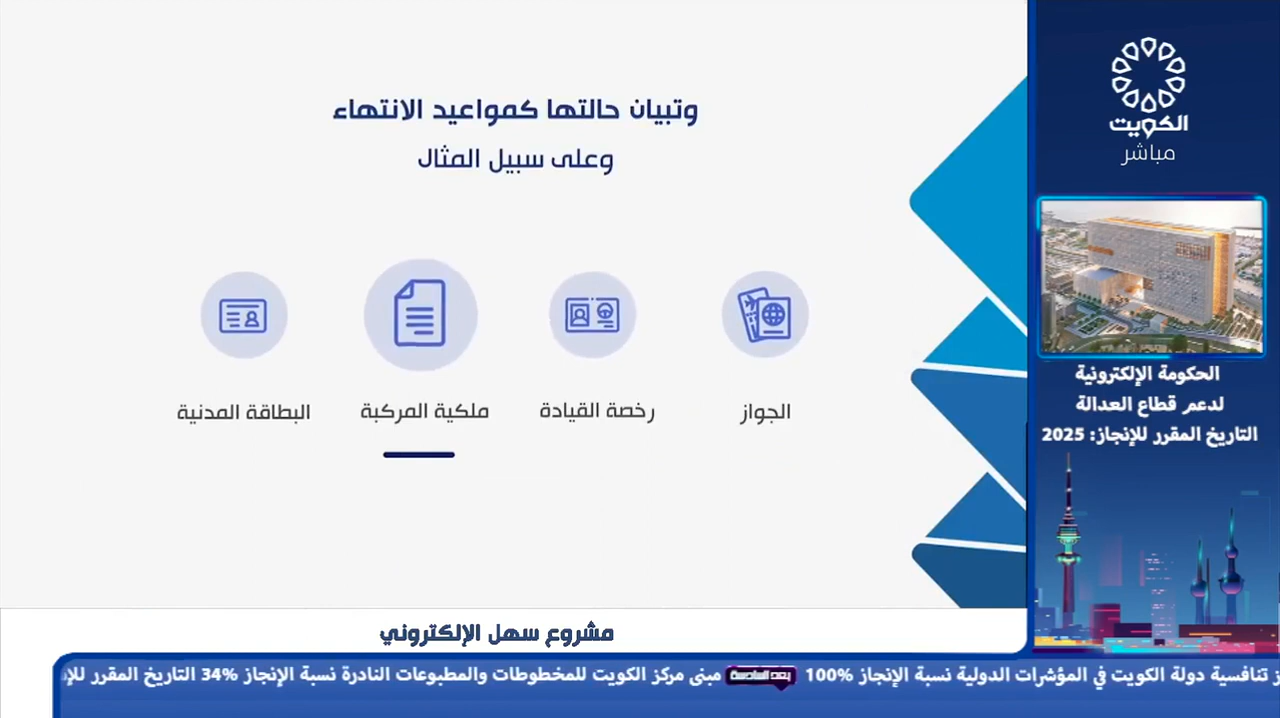 وتبيان حالتها كمواعيد الانتهاء
وعلى سبيل المثال
الجواز
رخصة القيادة
ملكية المركبة
البطاقة المدنية
مشروع سهل الإلكتروني
الكويت
مباشر
الحكومة الإلكترونية
لدعم قطاع العدالة
التاريخ المقرر للإنجاز: 2025
تنافسية دولة الكويت في المؤشرات الدولية نسبة الإنجاز 100% بعد السادسة مبنى مركز الكويت للمخطوطات والمطبوعات النادرة نسبة الإنجاز 34% التاريخ المقرر